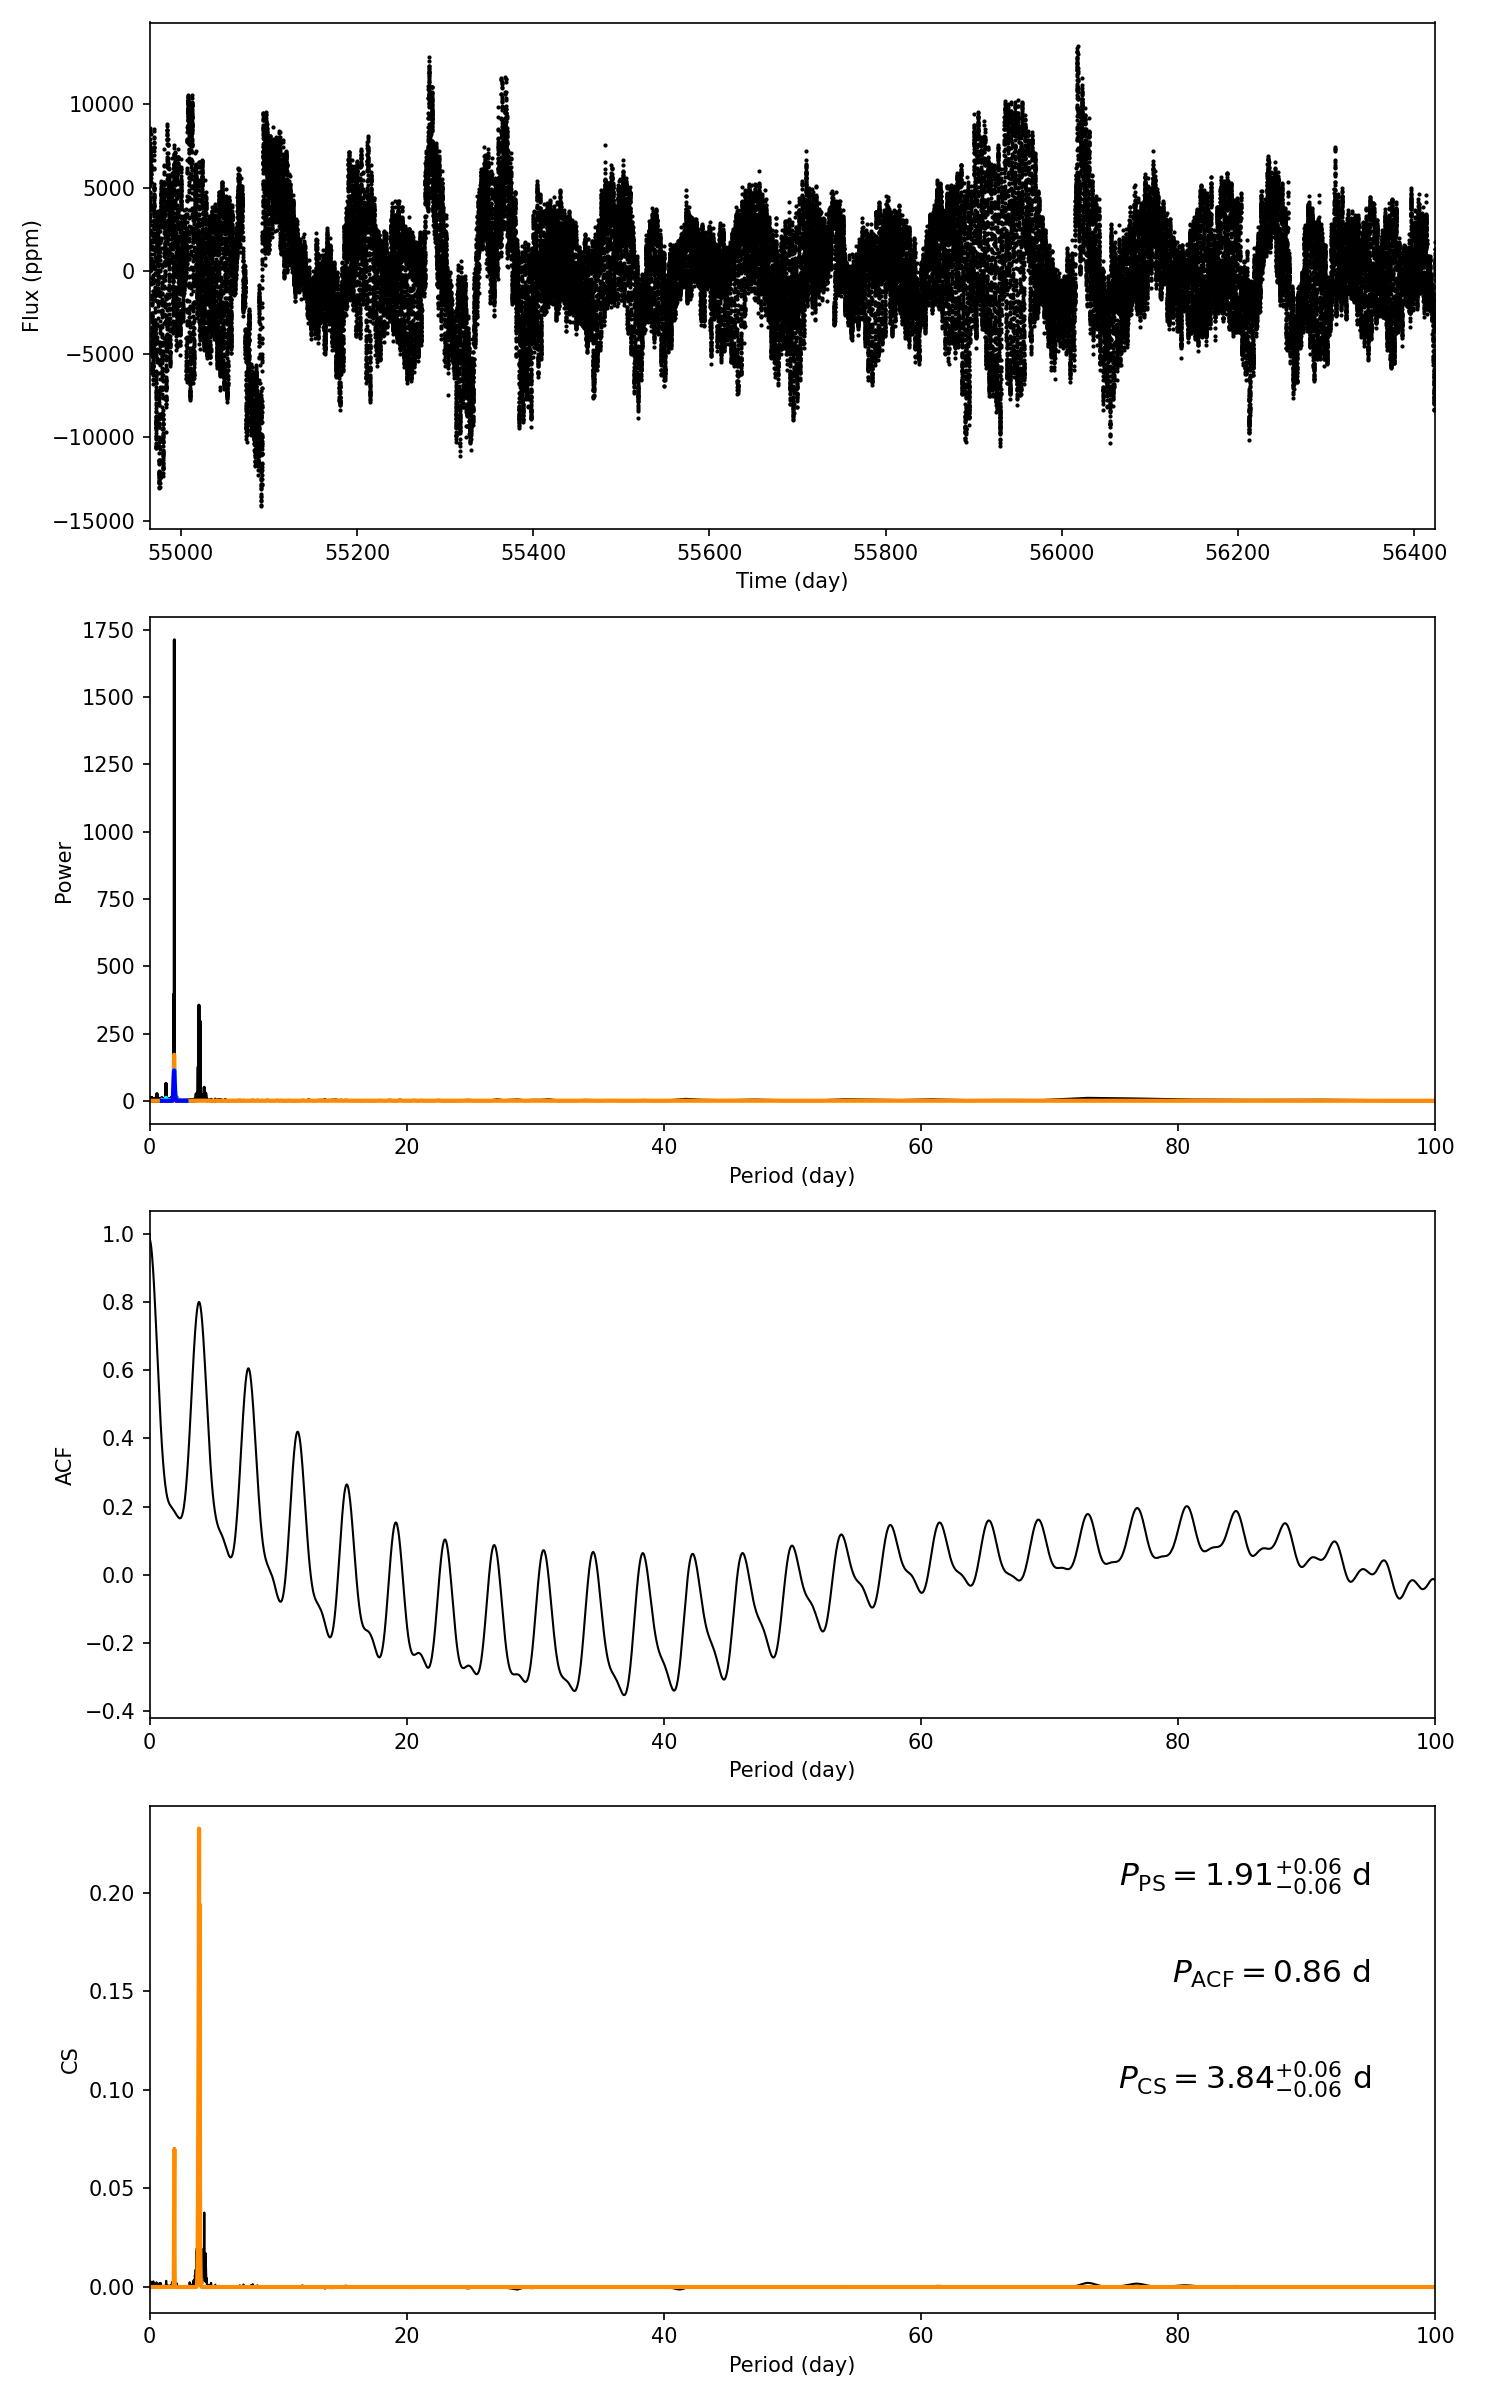 10000
5000
0
−5000
−10000
−15000
Flux (ppm)
55000 55200 55400 55600 55800 56000 56200 56400
Time (day)
1750
1500
1250
1000
750
500
250
0
Power
0 20 40 60 80 100
Period (day)
1.0
0.8
0.6
0.4
0.2
0.0
−0.2
−0.4
ACF
0 20 40 60 80 100
Period (day)
0.20
0.15
0.10
0.05
0.00
CS
P_PS = 1.91^{+0.06}_{−0.06} d
P_ACF = 0.86 d
P_CS = 3.84^{+0.06}_{−0.06} d
0 20 40 60 80 100
Period (day)